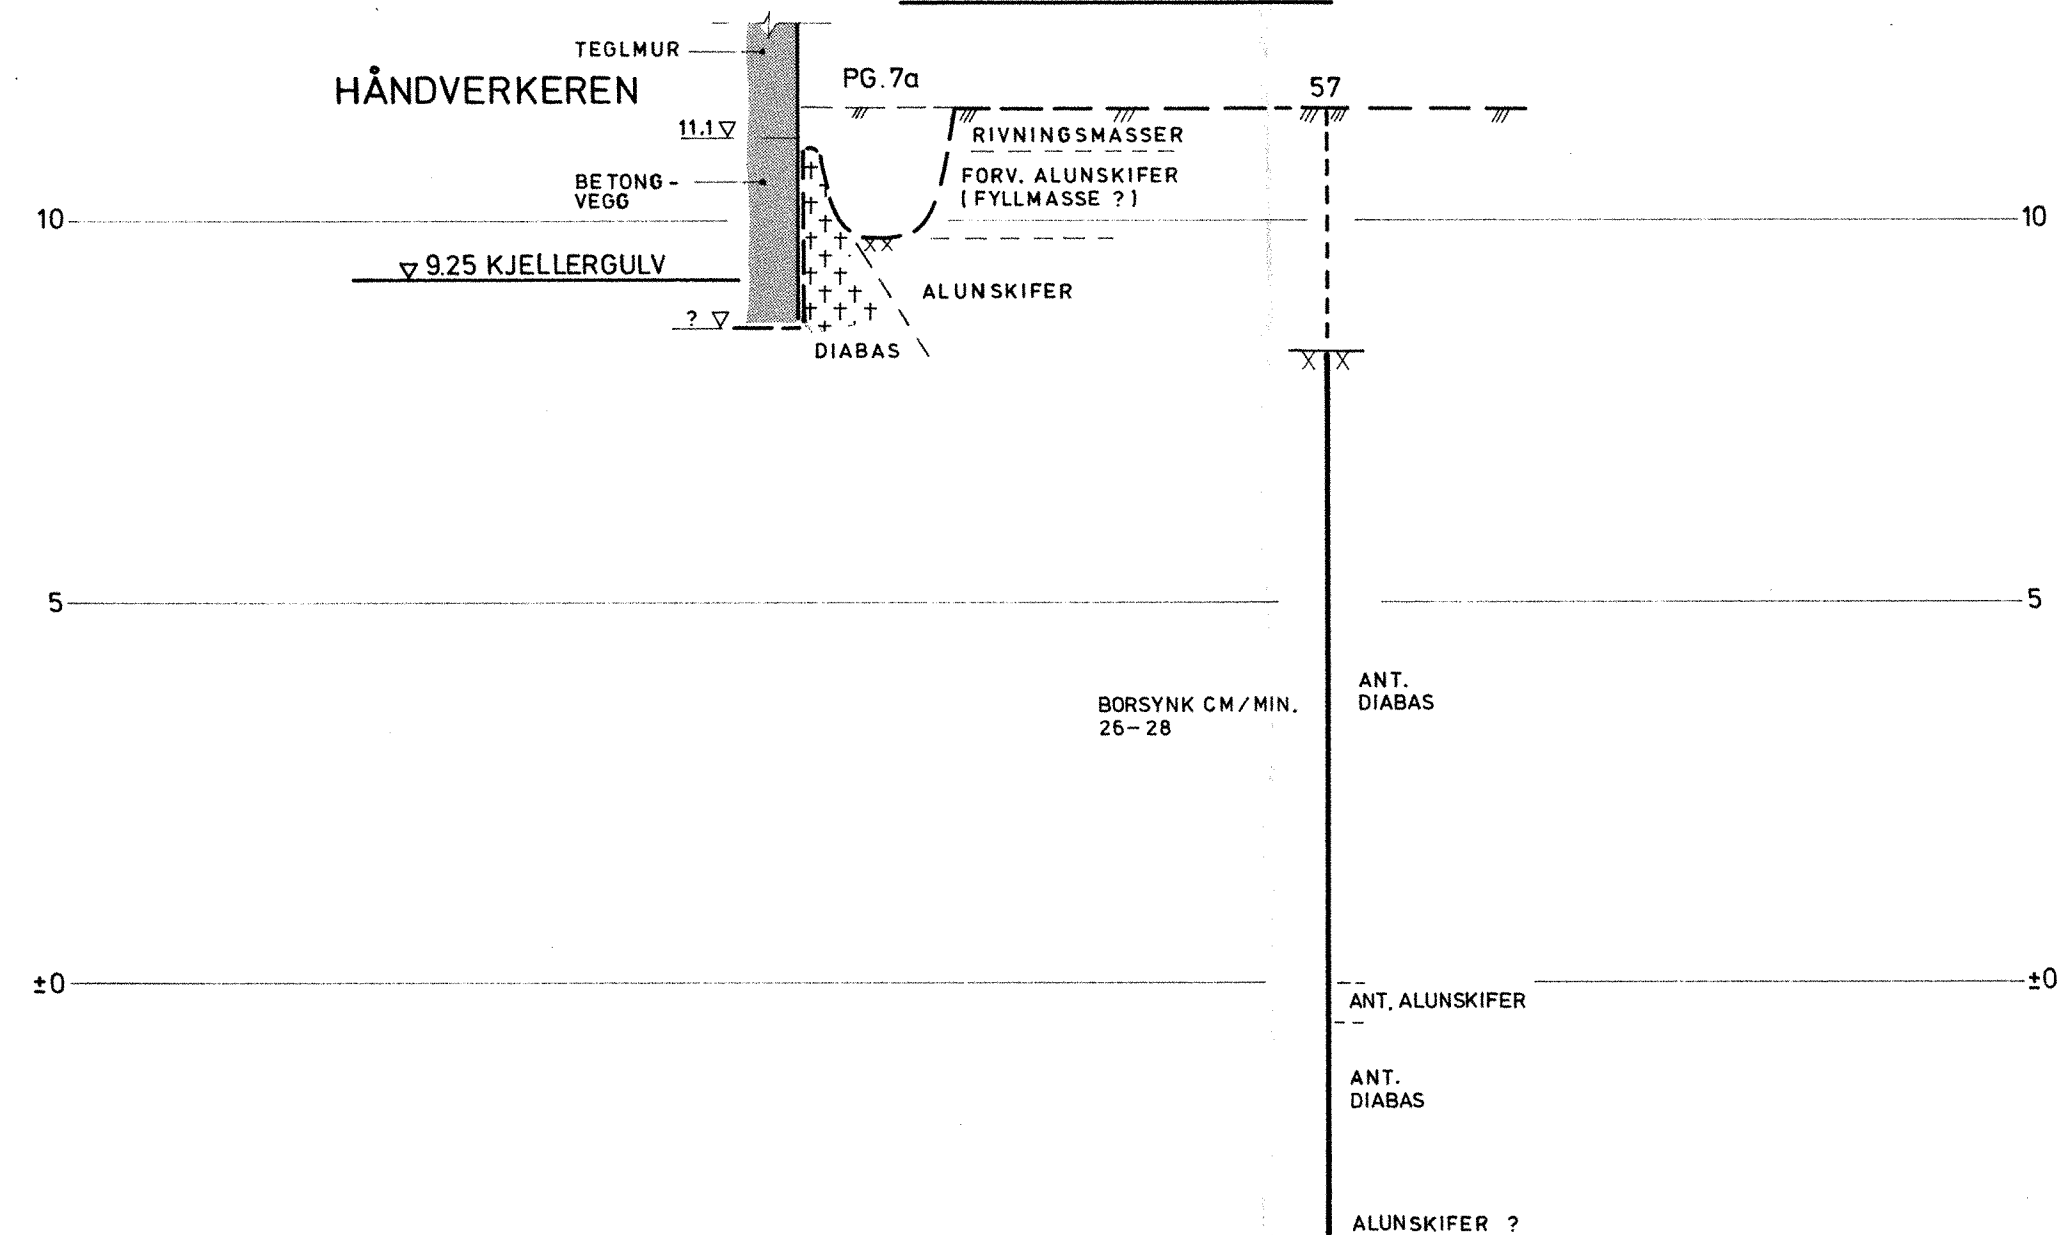 TEGLMUR
HÅNDVERKEREN
PG. 7a
57
11.1
RIVNINGSMASSER
BETONG-
VEGG
FORV. ALUNSKIFER
(FYLLMASSE ?)
10
10
9.25 KJELLERGULV
ALUNSKIFER
?
DIABAS
5
5
BORSYNK CM/MIN.
26-28
ANT.
DIABAS
±0
±0
ANT. ALUNSKIFER
ANT.
DIABAS
ALUNSKIFER ?